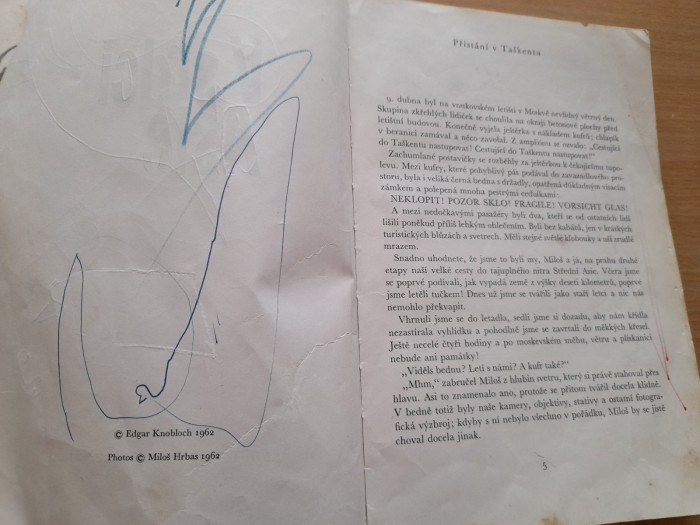 © Edgar Knobloch 1962
Photos © Miloš Hrbas 1962
Přistání v Taškentu
9. dubna byl na vnukovském letišti v Moskvě nevlídný větrný den.
Skupina zkřehlých lidiček se choulila na okraji betonové plochy před
letištní budovou. Konečně vyjela ještěrka s nákladem kufrů; chlapík
v beranici zamával a něco zavolal. Z amplionu se ozvalo: „Cestující
do Taškentu nastupovat! Cestující do Taškentu nastupovat!“
Zachumlané postavičky se rozběhly za ještěrkou k čekajícímu tupo-
levu. Mezi kufry, které pohyblivý pás podával do zavazadlového pro-
storu, byla i veliká černá bedna s držadly, opatřená důkladným visacím
zámkem a polepená mnoha pestrými cedulkami:
NEKLOPIT! POZOR SKLO! FRAGILE! VORSICHT GLAS!
A mezi nedočkavými pasažéry byli dva, kteří se od ostatních lidí
lišili poněkud příliš lehkým oblečením. Byli bez kabátů, jen v krátkých
turistických blůzách a svetrech. Měli stejné světlé klobouky a uši zrudlé
mrazem.
Snadno uhodnete, že jsme to byli my, Miloš a já, na prahu druhé
etapy naší velké cesty do tajuplného nitra Střední Asie. Včera jsme
se poprvé podívali, jak vypadá země z výšky deseti kilometrů, poprvé
jsme letěli tučkem! Dnes už jsme se tvářili jako staří letci a nic nás
nemohlo překvapit.
Vhrnuli jsme se do letadla, sedli jsme si dozadu, aby nám křídla
nezastírala vyhlídku a pohodlně jsme se zavrtali do měkkých křesel.
Ještě necelé čtyři hodiny a po moskevském sněhu, větru a plískanici
nebude ani památky!
„Viděls bednu? Letí s námi? A kufr také?“
„Mhm,“ zabručel Miloš z hlubin svetru, který si právě stahoval přes
hlavu. Asi to znamenalo ano, protože se přitom tvářil docela klidně.
V bedně totiž byly naše kamery, objektivy, stativy a ostatní fotogra-
fická výzbroj; kdyby s ní nebylo všechno v pořádku, Miloš by se jistě
choval docela jinak.
5